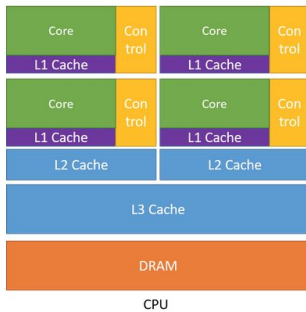 Core
Con
trol
L1 Cache
Core
Con
trol
L1 Cache
Core
Con
trol
L1 Cache
Core
Con
trol
L1 Cache
L2 Cache
L2 Cache
L3 Cache
DRAM
CPU